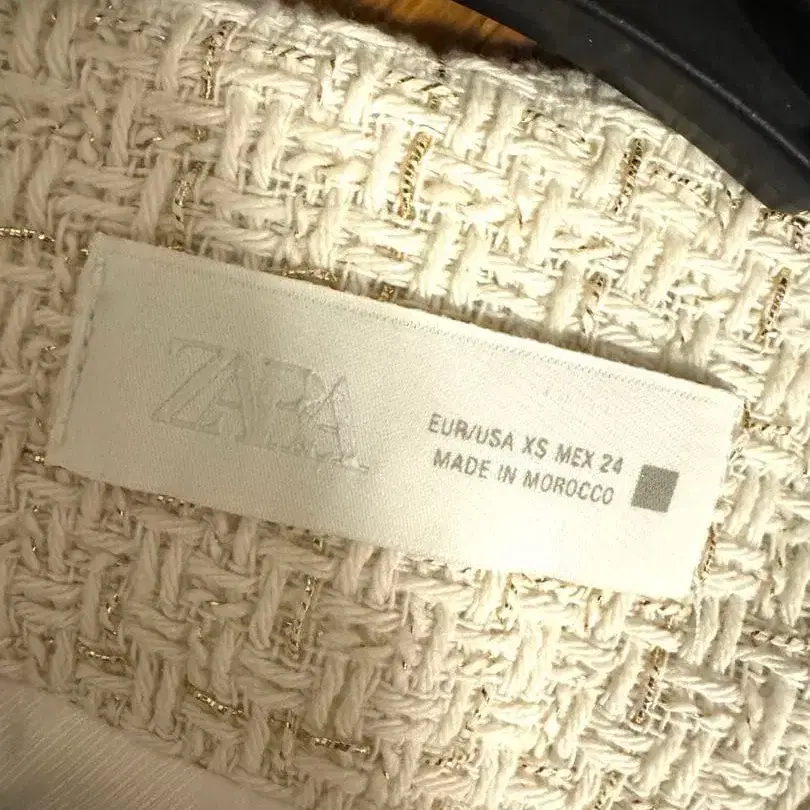 ZARA
EUR/USA XS MEX 24
MADE IN MOROCCO